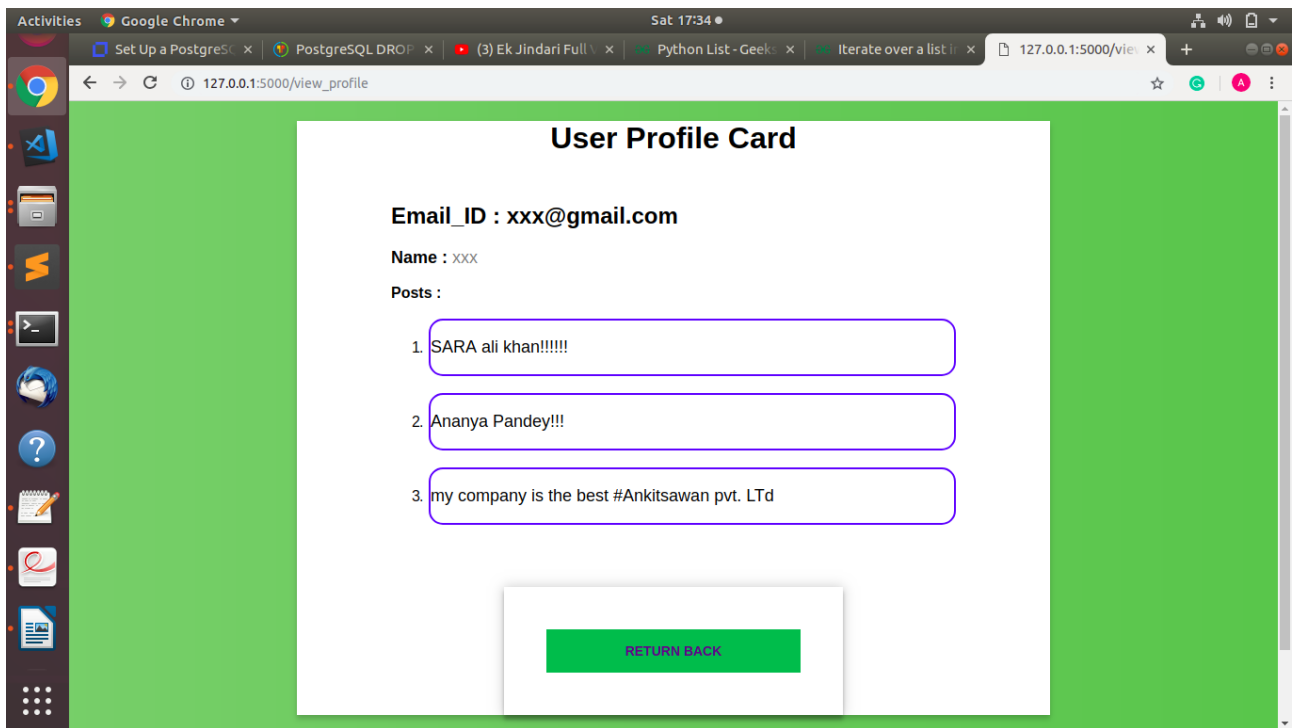 Activities Google Chrome Sat 17:34
Set Up a PostgreSC PostgreSQL DROP (3) Ek Jindari Full V Python List - Geeks Iterate over a list in 127.0.0.1:5000/view
127.0.0.1:5000/view_profile
User Profile Card
Email_ID : xxx@gmail.com
Name : xxx
Posts :
1. SARA ali khan!!!!!!
2. Ananya Pandey!!!
3. my company is the best #Ankitsawan pvt. LTd
RETURN BACK